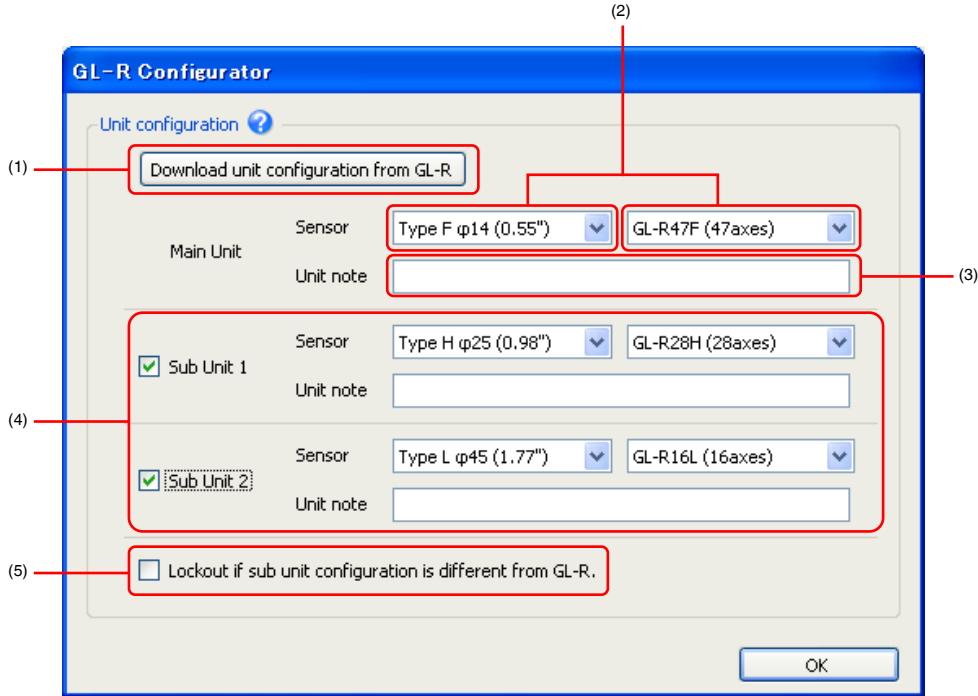 (2)
GL-R Configurator
Unit configuration ?
(1)
Download unit configuration from GL-R
Main Unit
Sensor
Type F φ14 (0.55")
GL-R47F (47axes)
Unit note
(3)
(4)
Sub Unit 1
Sensor
Type H φ25 (0.98")
GL-R28H (28axes)
Unit note
Sub Unit 2
Sensor
Type L φ45 (1.77")
GL-R16L (16axes)
Unit note
(5)
Lockout if sub unit configuration is different from GL-R.
OK